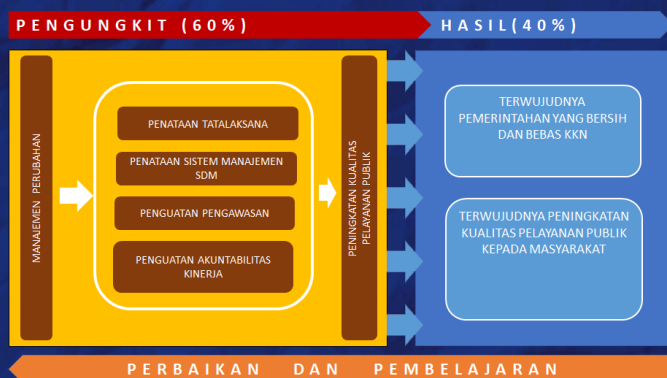 PENGUNGKIT (60%)
HASIL(40%)
MANAJEMEN PERUBAHAN
PENATAAN TATALAKSANA
PENATAAN SISTEM MANAJEMEN
SDM
PENGUATAN PENGAWASAN
PENGUATAN AKUNTABILITAS
KINERJA
PENINGKATAN KUALITAS
PELAYANAN PUBLIK
TERWUJUDNYA
PEMERINTAHAN YANG BERSIH
DAN BEBAS KKN
TERWUJUDNYA PENINGKATAN
KUALITAS PELAYANAN PUBLIK
KEPADA MASYARAKAT
PERBAIKAN DAN PEMBELAJARAN